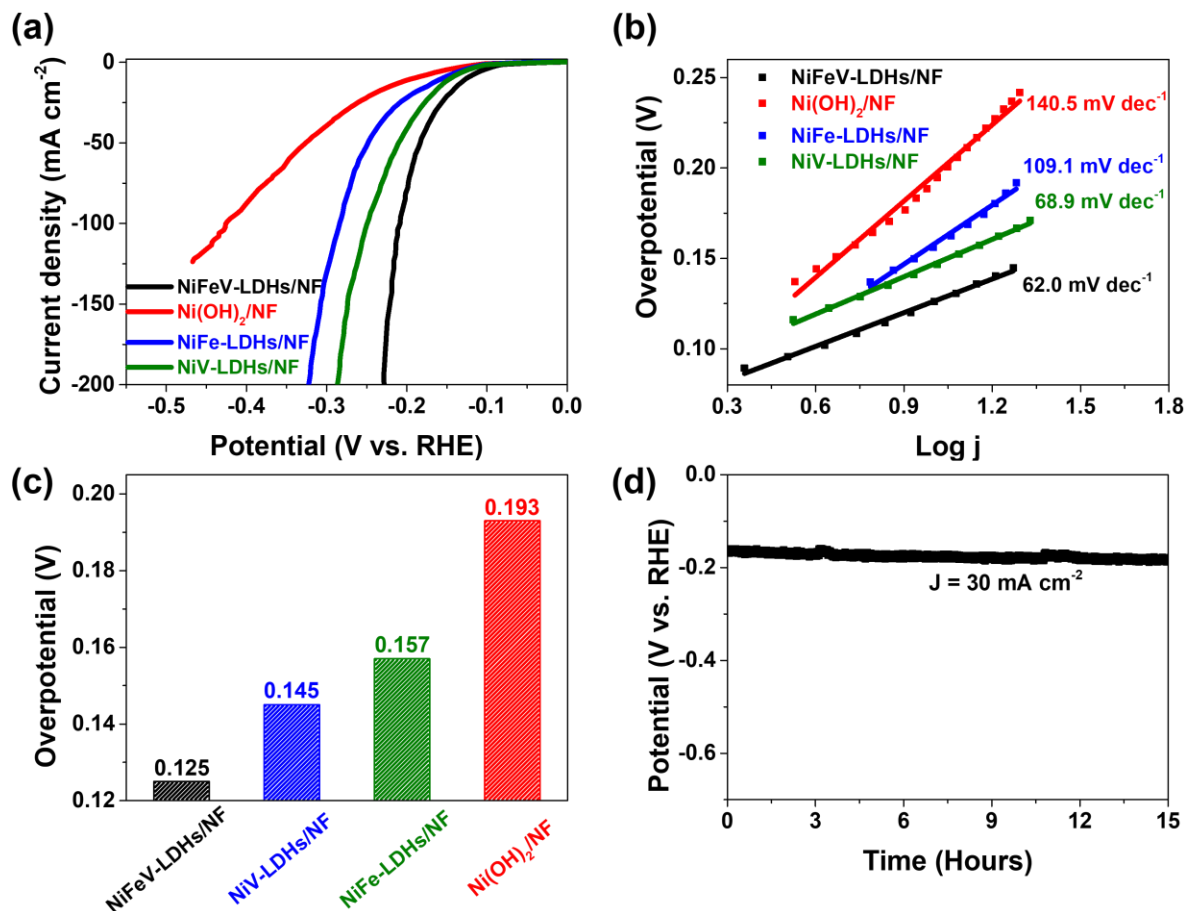 (a)
0
-50
-100
-150
-200
-0.5
-0.4
-0.3
-0.2
-0.1
0.0
Current density (mA cm⁻²)
Potential (V vs. RHE)
NiFeV-LDHs/NF
Ni(OH)₂/NF
NiFe-LDHs/NF
NiV-LDHs/NF
(b)
0.25
0.20
0.15
0.10
0.3
0.6
0.9
1.2
1.5
1.8
Overpotential (V)
Log j
NiFeV-LDHs/NF
Ni(OH)₂/NF
NiFe-LDHs/NF
NiV-LDHs/NF
140.5 mV dec⁻¹
109.1 mV dec⁻¹
68.9 mV dec⁻¹
62.0 mV dec⁻¹
(c)
0.20
0.18
0.16
0.14
0.12
Overpotential (V)
0.125
0.145
0.157
0.193
NiFeV-LDHs/NF
NiV-LDHs/NF
NiFe-LDHs/NF
Ni(OH)₂/NF
(d)
0.0
-0.2
-0.4
-0.6
0
3
6
9
12
15
Potential (V vs. RHE)
Time (Hours)
J = 30 mA cm⁻²